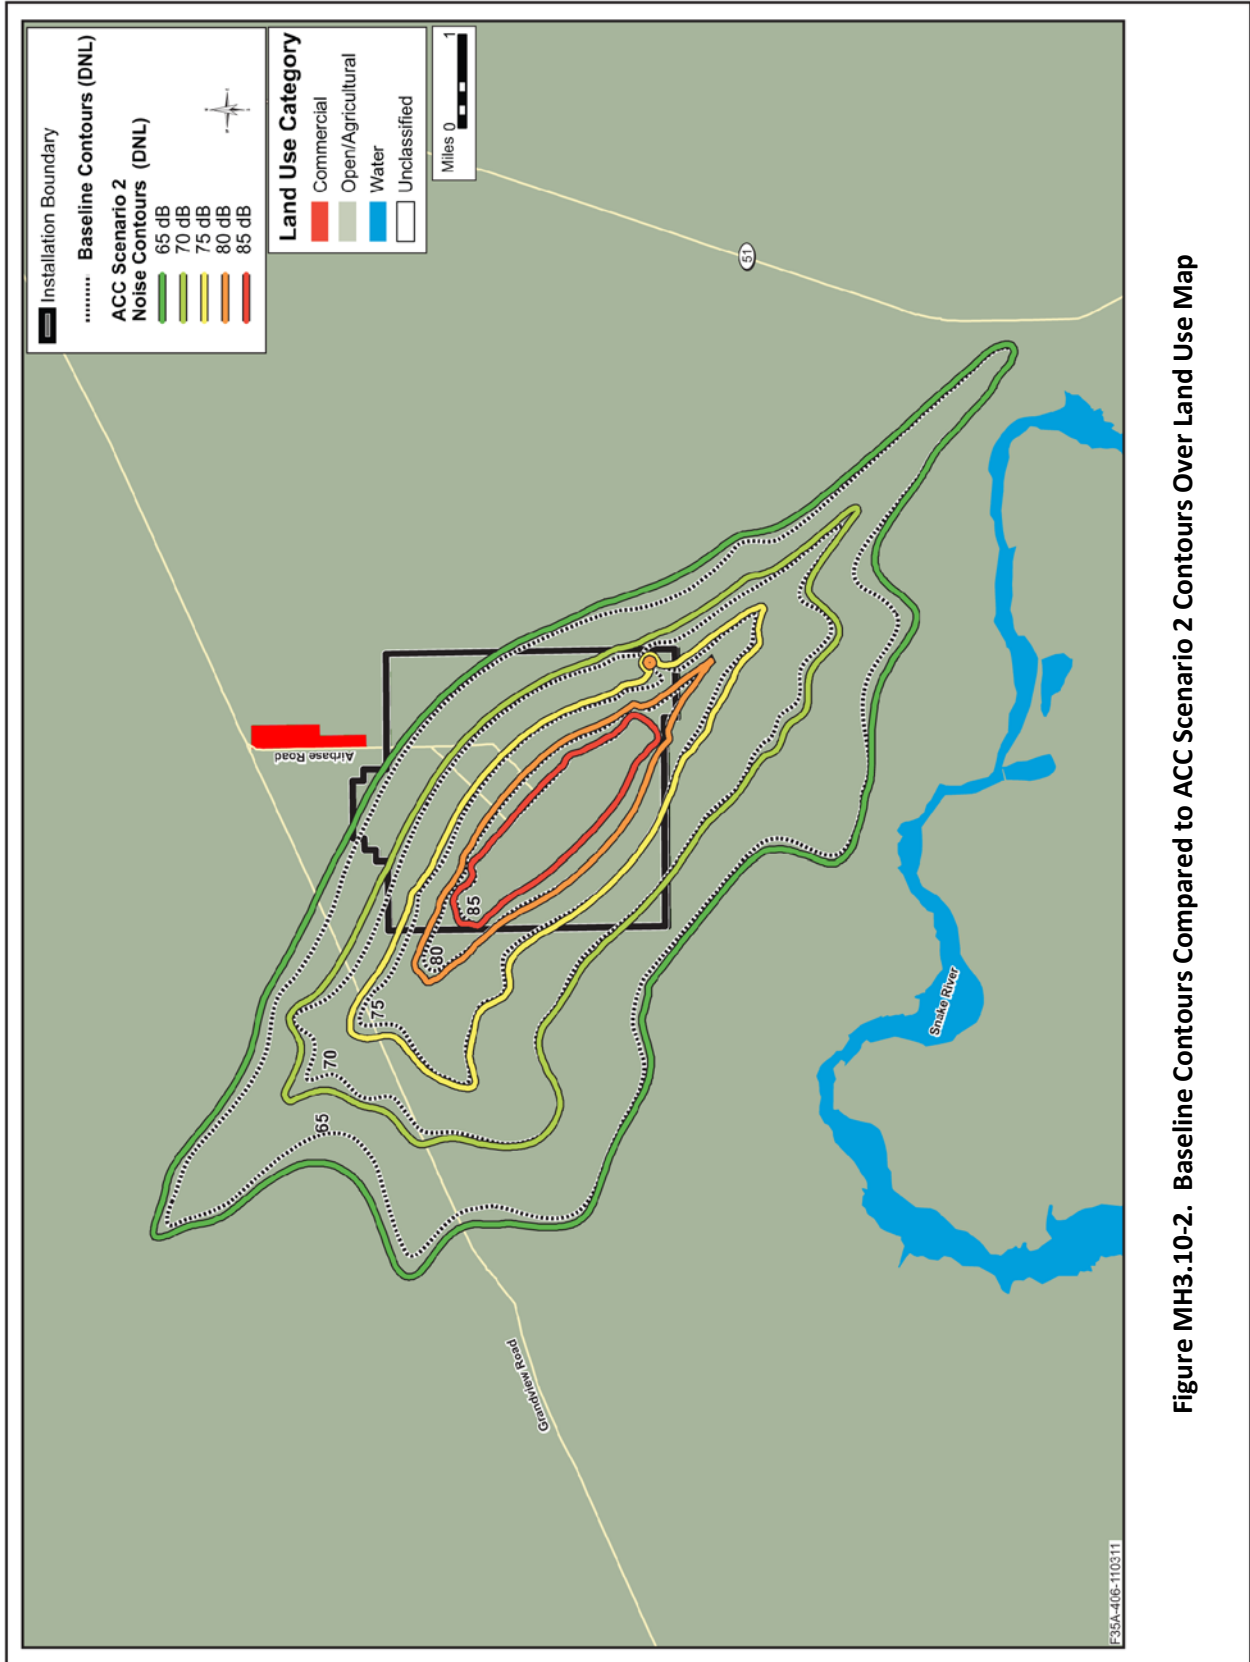 Installation Boundary
Baseline Contours (DNL)
ACC Scenario 2
Noise Contours (DNL)
65 dB
70 dB
75 dB
80 dB
85 dB
Land Use Category
Commercial
Open/Agricultural
Water
Unclassified
Miles 0 1
51
Airbase Road
65
70
75
80
85
Snake River
Grandview Road
F35A-406-110311
Figure MH3.10-2. Baseline Contours Compared to ACC Scenario 2 Contours Over Land Use Map